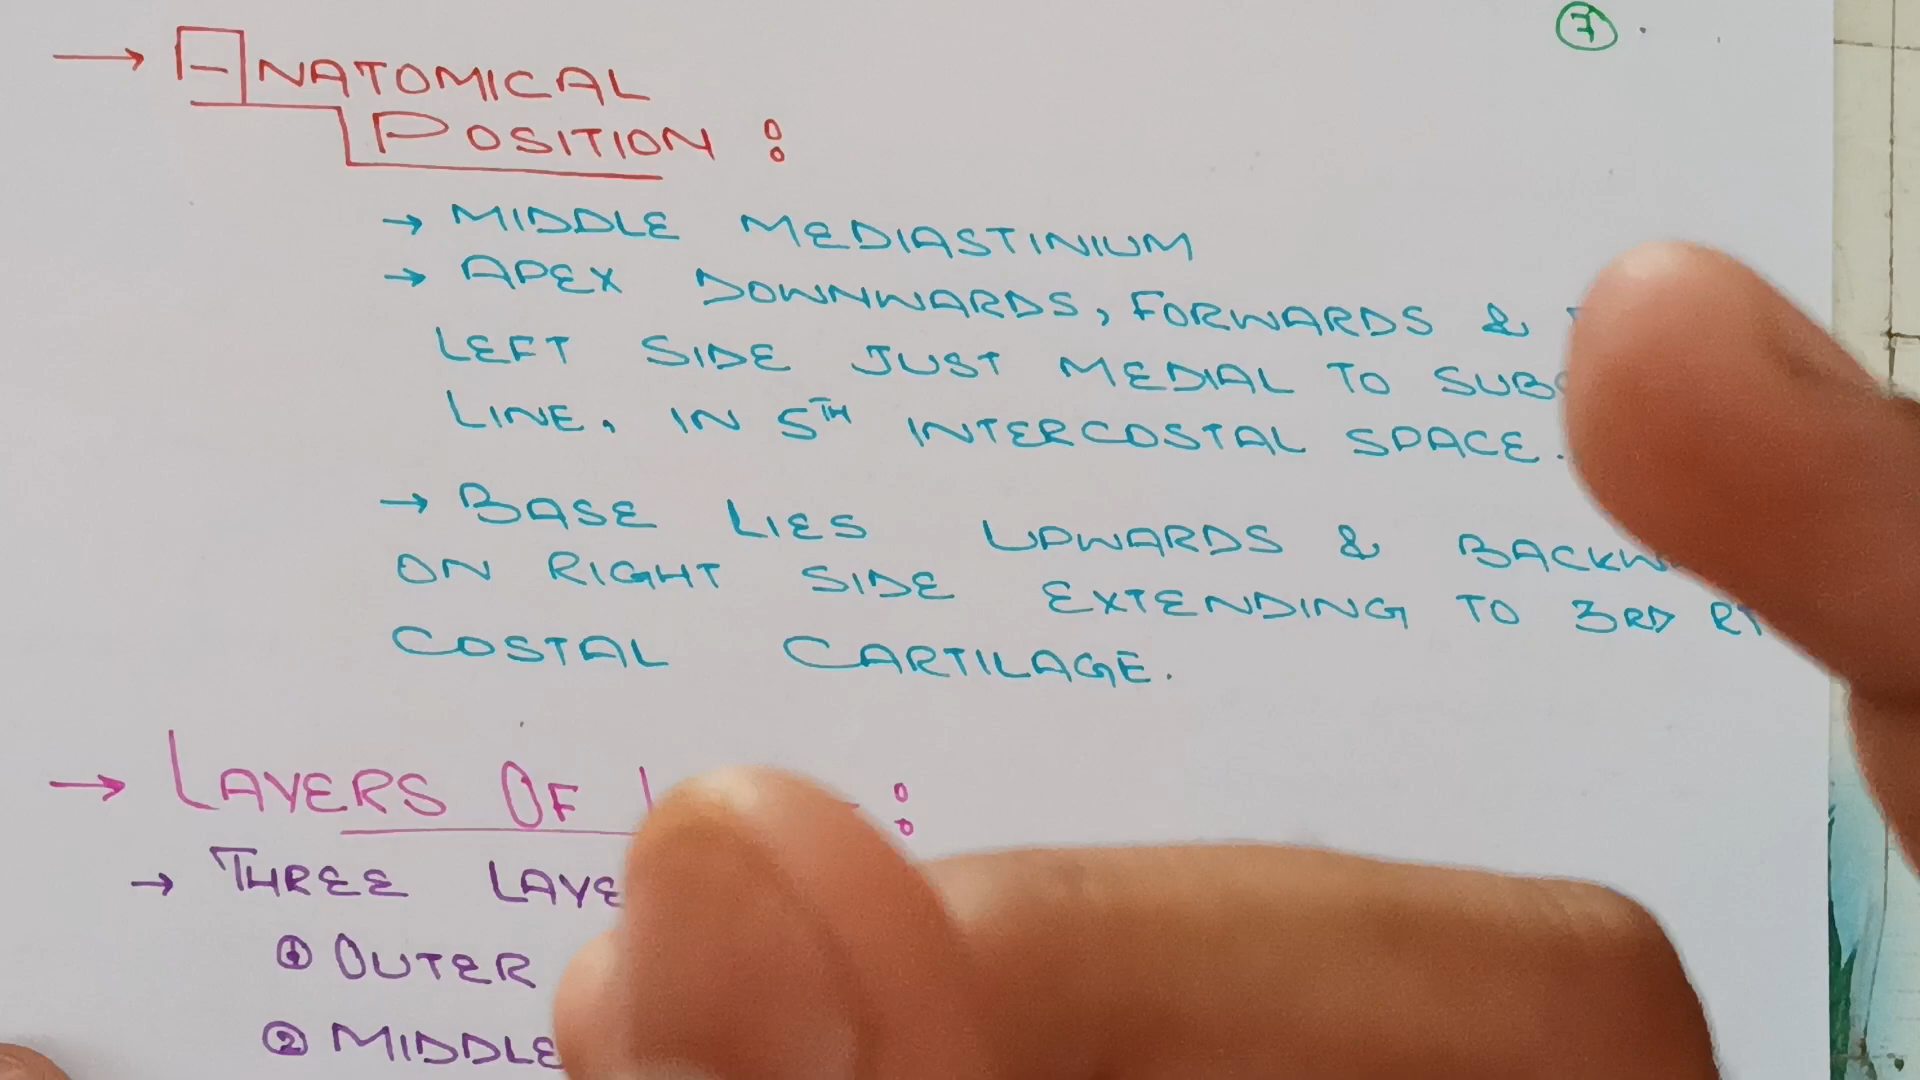 7
→ ANATOMICAL
POSITION :
→ MIDDLE MEDIASTINIUM
→ APEX DOWNWARDS, FORWARDS &
LEFT SIDE JUST MEDIAL TO
LINE. IN 5TH INTERCOSTAL SPACE.
→ BASE LIES UPWARDS &
ON RIGHT SIDE EXTENDING TO 3RD RT
COSTAL CARTILAGE.
→ LAYERS OF :
→ THREE
① OUTER
② MIDDLE